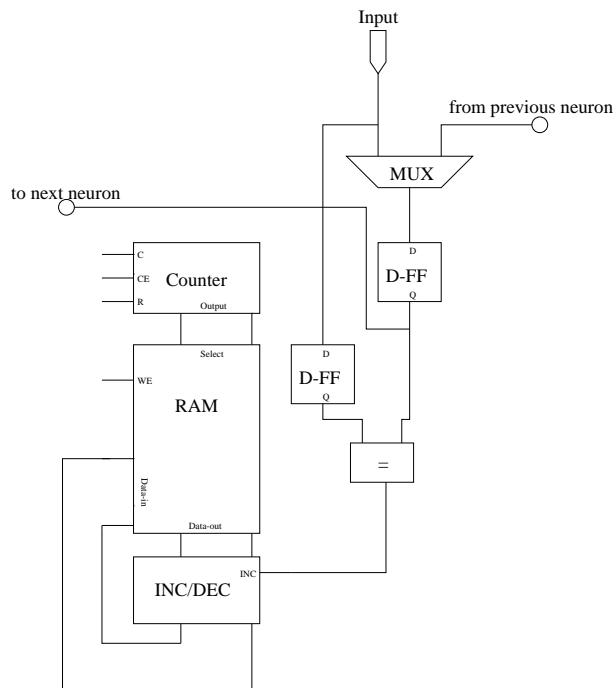 Input
from previous neuron
MUX
to next neuron
D
D-FF
Q
C
CE
R
Counter
Output
Select
WE
RAM
Data-in
Data-out
D
D-FF
Q
=
INC
INC/DEC